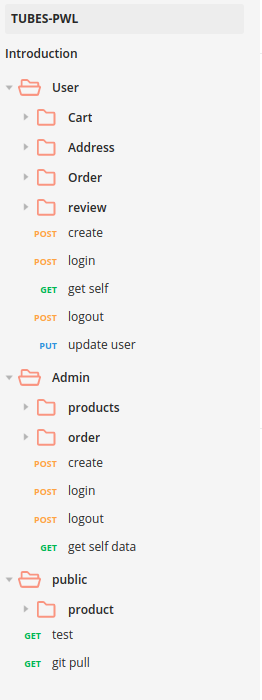 TUBES-PWL
Introduction
User
Cart
Address
Order
review
POST create
POST login
GET get self
POST logout
PUT update user
Admin
products
order
POST create
POST login
POST logout
GET get self data
public
product
GET test
GET git pull